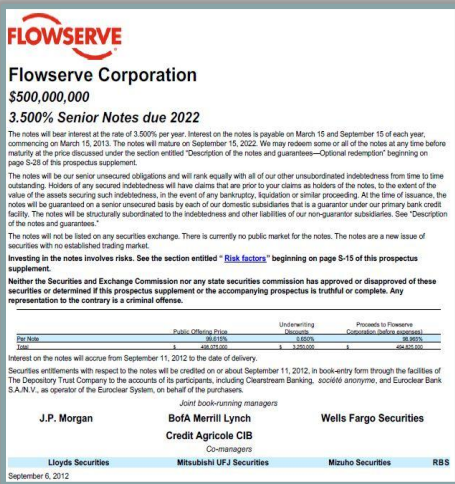 FLOWSERVE
Flowserve Corporation
$500,000,000
3.500% Senior Notes due 2022
The notes will bear interest at the rate of 3.500% per year. Interest on the notes is payable on March 15 and September 15 of each year,
commencing on March 15, 2013. The notes will mature on September 15, 2022. We may redeem some or all of the notes at any time before
maturity at the price discussed under the section entitled "Description of the notes and guarantees—Optional redemption" beginning on
page S-28 of this prospectus supplement.
The notes will be our senior unsecured obligations and will rank equally with all of our other unsubordinated indebtedness from time to time
outstanding. Holders of any secured indebtedness will have claims that are prior to your claims as holders of the notes, to the extent of the
value of the assets securing such indebtedness, in the event of any bankruptcy, liquidation or similar proceeding. At the time of issuance, the
notes will be guaranteed on a senior unsecured basis by each of our domestic subsidiaries that is a guarantor under our primary bank credit
facility. The notes will be structurally subordinated to the indebtedness and other liabilities of our non-guarantor subsidiaries. See "Description
of the notes and guarantees."
The notes will not be listed on any securities exchange. There is currently no public market for the notes. The notes are a new issue of
securities with no established trading market.
Investing in the notes involves risks. See the section entitled " Risk factors" beginning on page S-15 of this prospectus
supplement.
Neither the Securities and Exchange Commission nor any state securities commission has approved or disapproved of these
securities or determined if this prospectus supplement or the accompanying prospectus is truthful or complete. Any
representation to the contrary is a criminal offense.
Underwriting Proceeds to Flowserve
Public Offering Price Discounts Corporation (before expenses)
Per Note 99.615% 0.650% 98.965%
Total $ 498,075,000 $ 3,250,000 $ 494,825,000
Interest on the notes will accrue from September 11, 2012 to the date of delivery.
Securities entitlements with respect to the notes will be credited on or about September 11, 2012, in book-entry form through the facilities of
The Depository Trust Company to the accounts of its participants, including Clearstream Banking, société anonyme, and Euroclear Bank
S.A./N.V., as operator of the Euroclear System, on behalf of the purchasers.
Joint book-running managers
J.P. Morgan BofA Merrill Lynch Wells Fargo Securities
Credit Agricole CIB
Co-managers
Lloyds Securities Mitsubishi UFJ Securities Mizuho Securities RBS
September 6, 2012